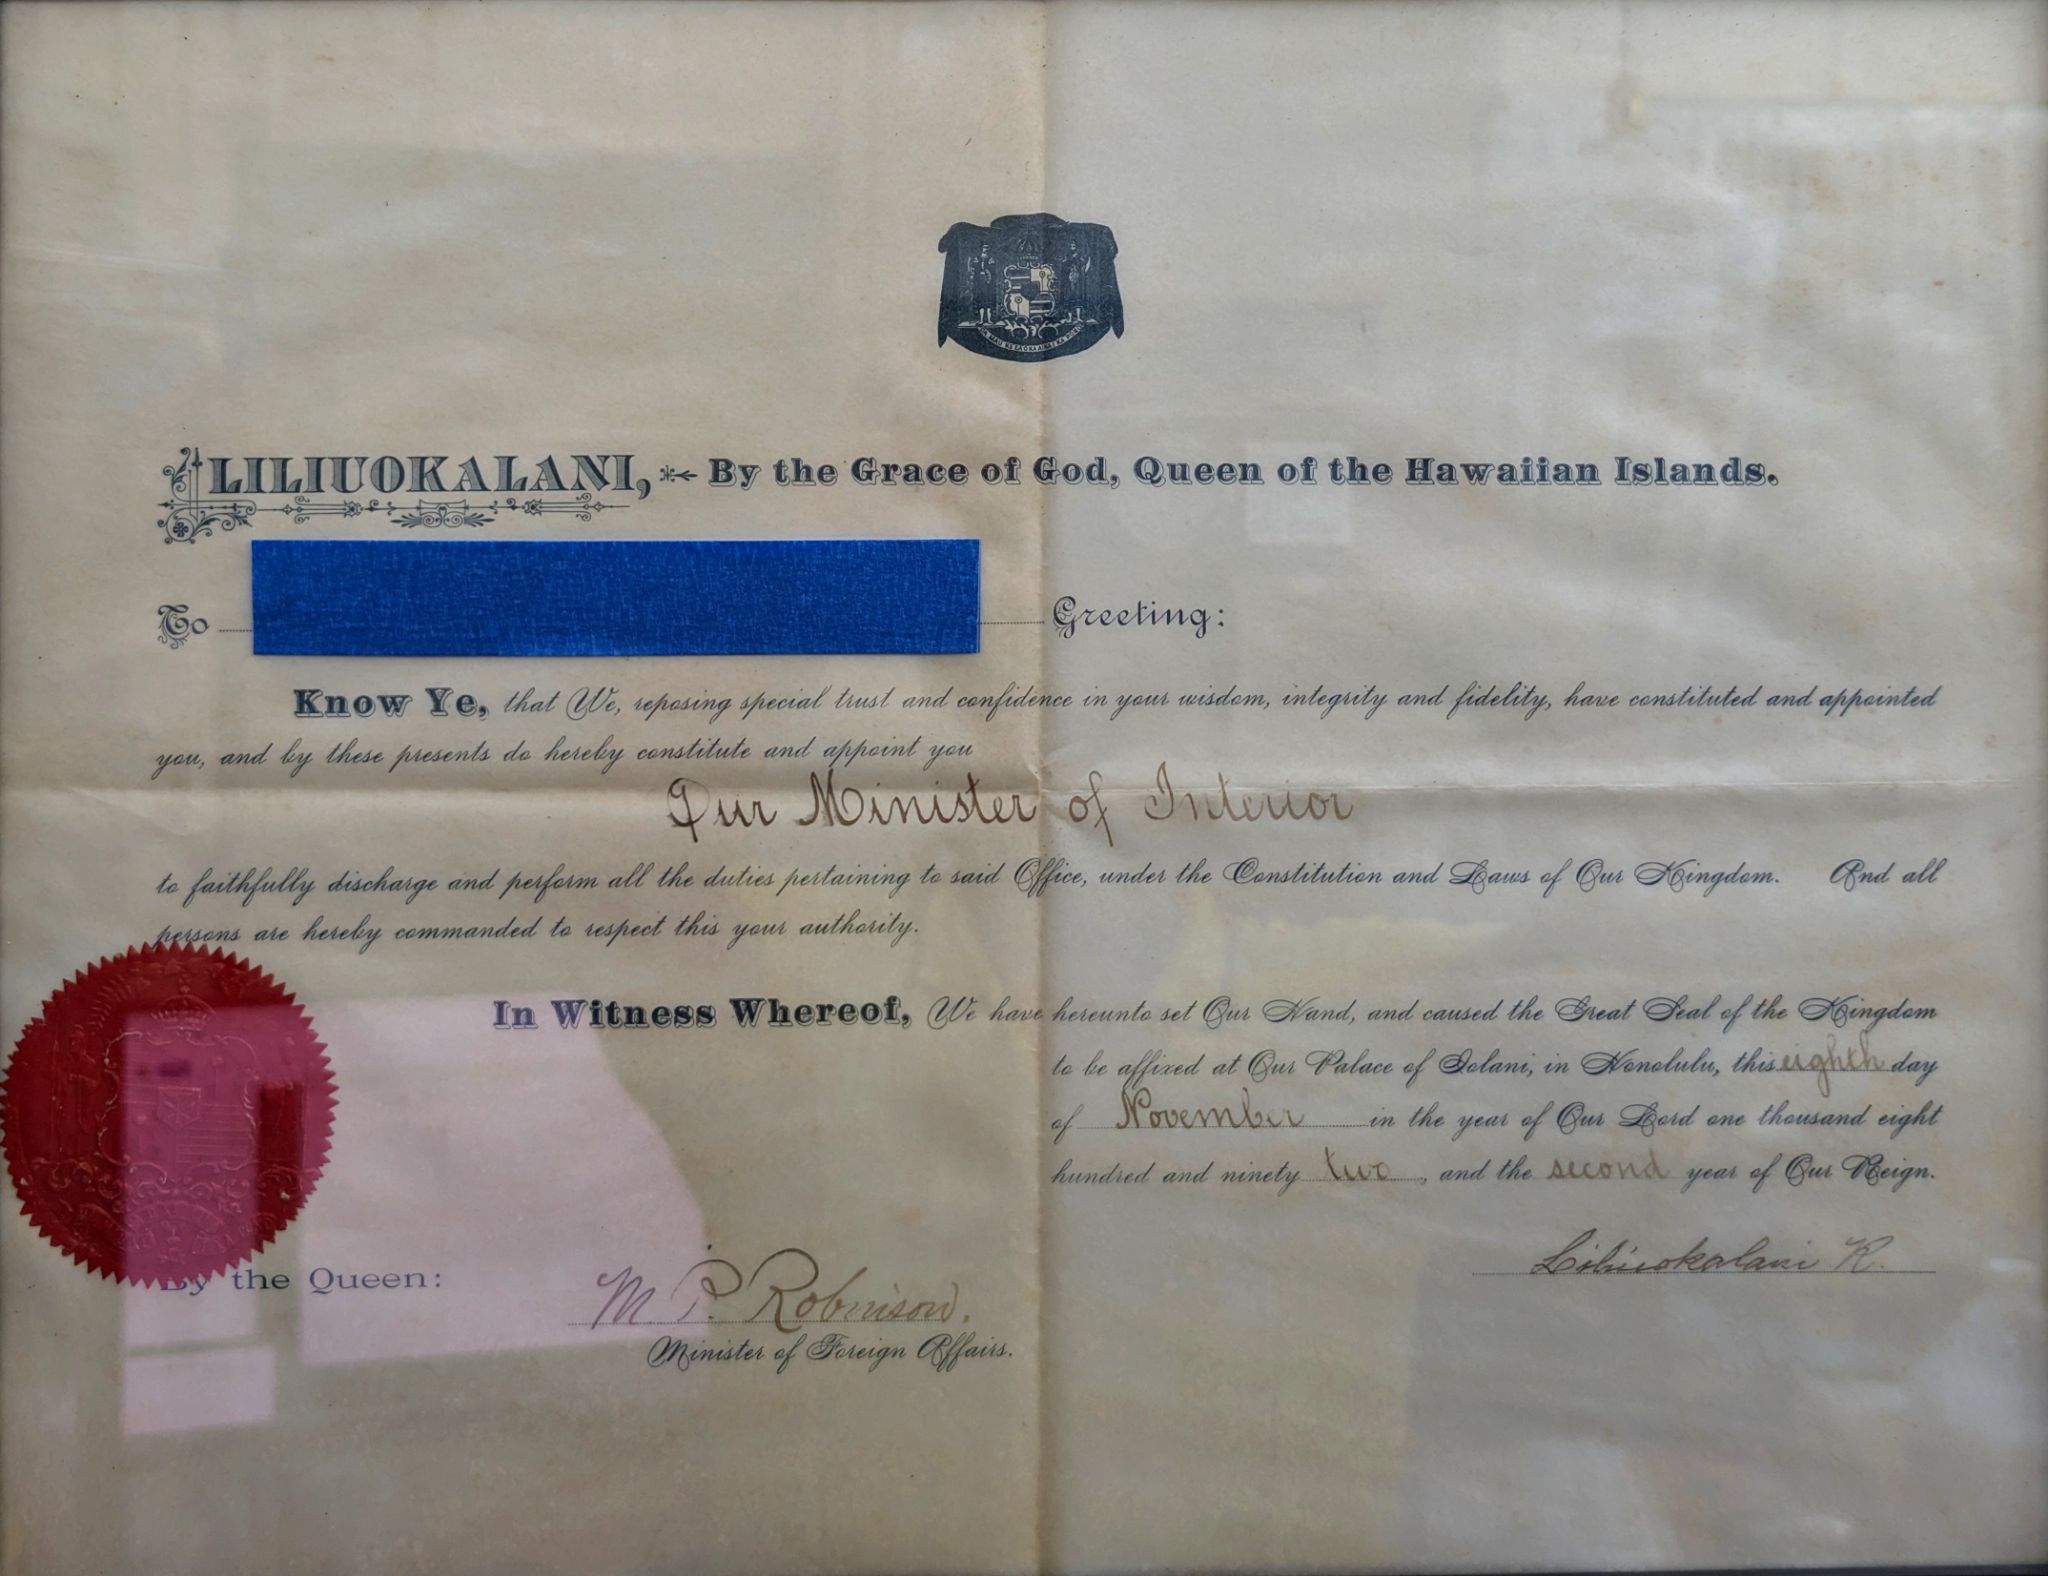 LILIUOKALANI, By the Grace of God, Queen of the Hawaiian Islands.
To Greeting:
Know Ye, that We, reposing special trust and confidence in your wisdom, integrity and fidelity, have constituted and appointed
you, and by these presents do hereby constitute and appoint you
Our Minister of Interior
to faithfully discharge and perform all the duties pertaining to said Office, under the Constitution and Laws of Our Kingdom. And all
persons are hereby commanded to respect this your authority.
In Witness Whereof, We have hereunto set Our Hand, and caused the Great Seal of the Kingdom
to be affixed at Our Palace of Iolani, in Honolulu, this eighth day
of November in the year of Our Lord one thousand eight
hundred and ninety two, and the second year of Our Reign.
Liliuokalani R.
By the Queen:
M. P. Robinson.
Minister of Foreign Affairs.